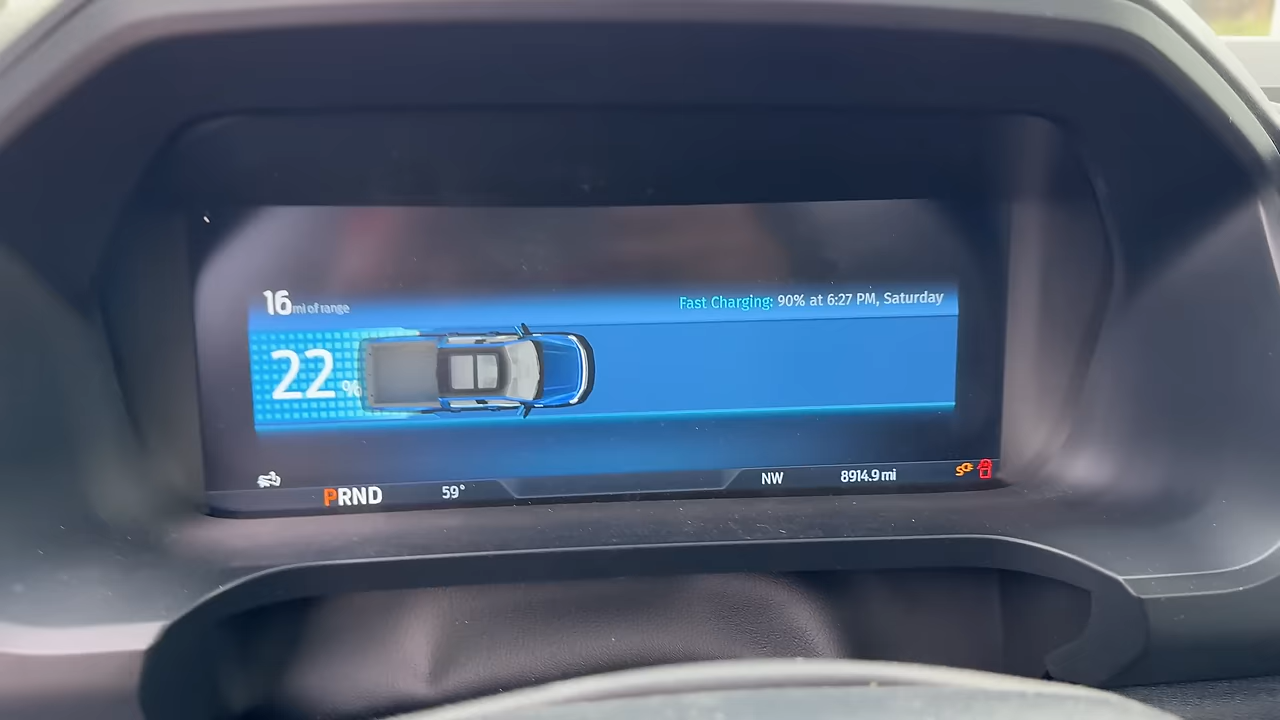 16 mi of range
Fast Charging: 90% at 6:27 PM, Saturday
22%
PRND
59°
NW
8914.9 mi